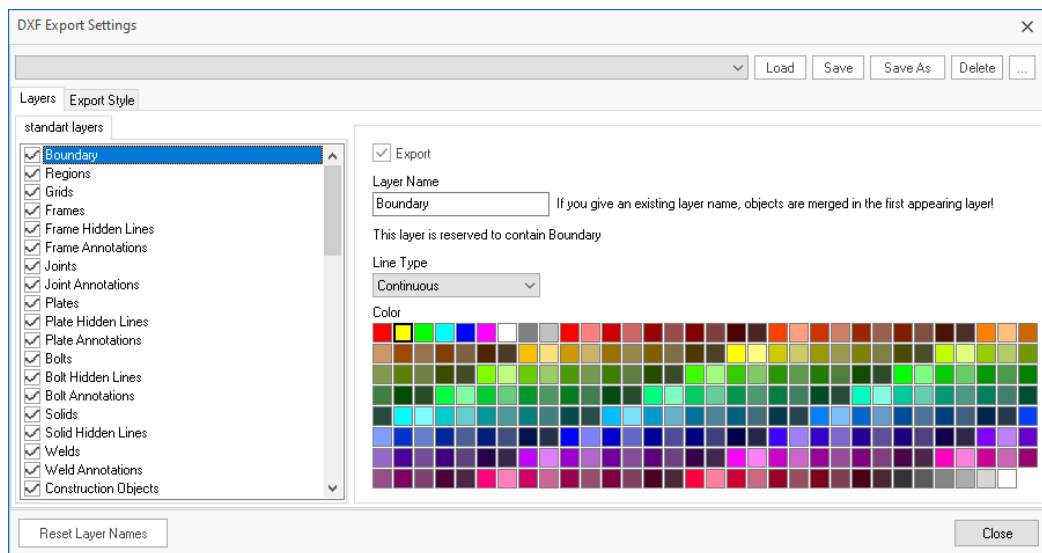 DXF Export Settings
Load Save Save As Delete ...
Layers Export Style
standart layers
Boundary
Regions
Grids
Frames
Frame Hidden Lines
Frame Annotations
Joints
Joint Annotations
Plates
Plate Hidden Lines
Plate Annotations
Bolts
Bolt Hidden Lines
Bolt Annotations
Solids
Solid Hidden Lines
Welds
Weld Annotations
Construction Objects
Export
Layer Name
Boundary If you give an existing layer name, objects are merged in the first appearing layer!
This layer is reserved to contain Boundary
Line Type
Continuous
Color
Reset Layer Names Close